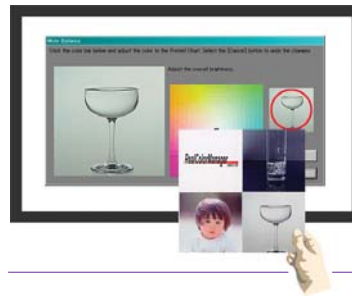 White Balance
Click the color bar below and adjust the color to the Printed Chart. Select the [Cancel] button to undo the changes.
Adjust the overall brightness.
RealColorManager